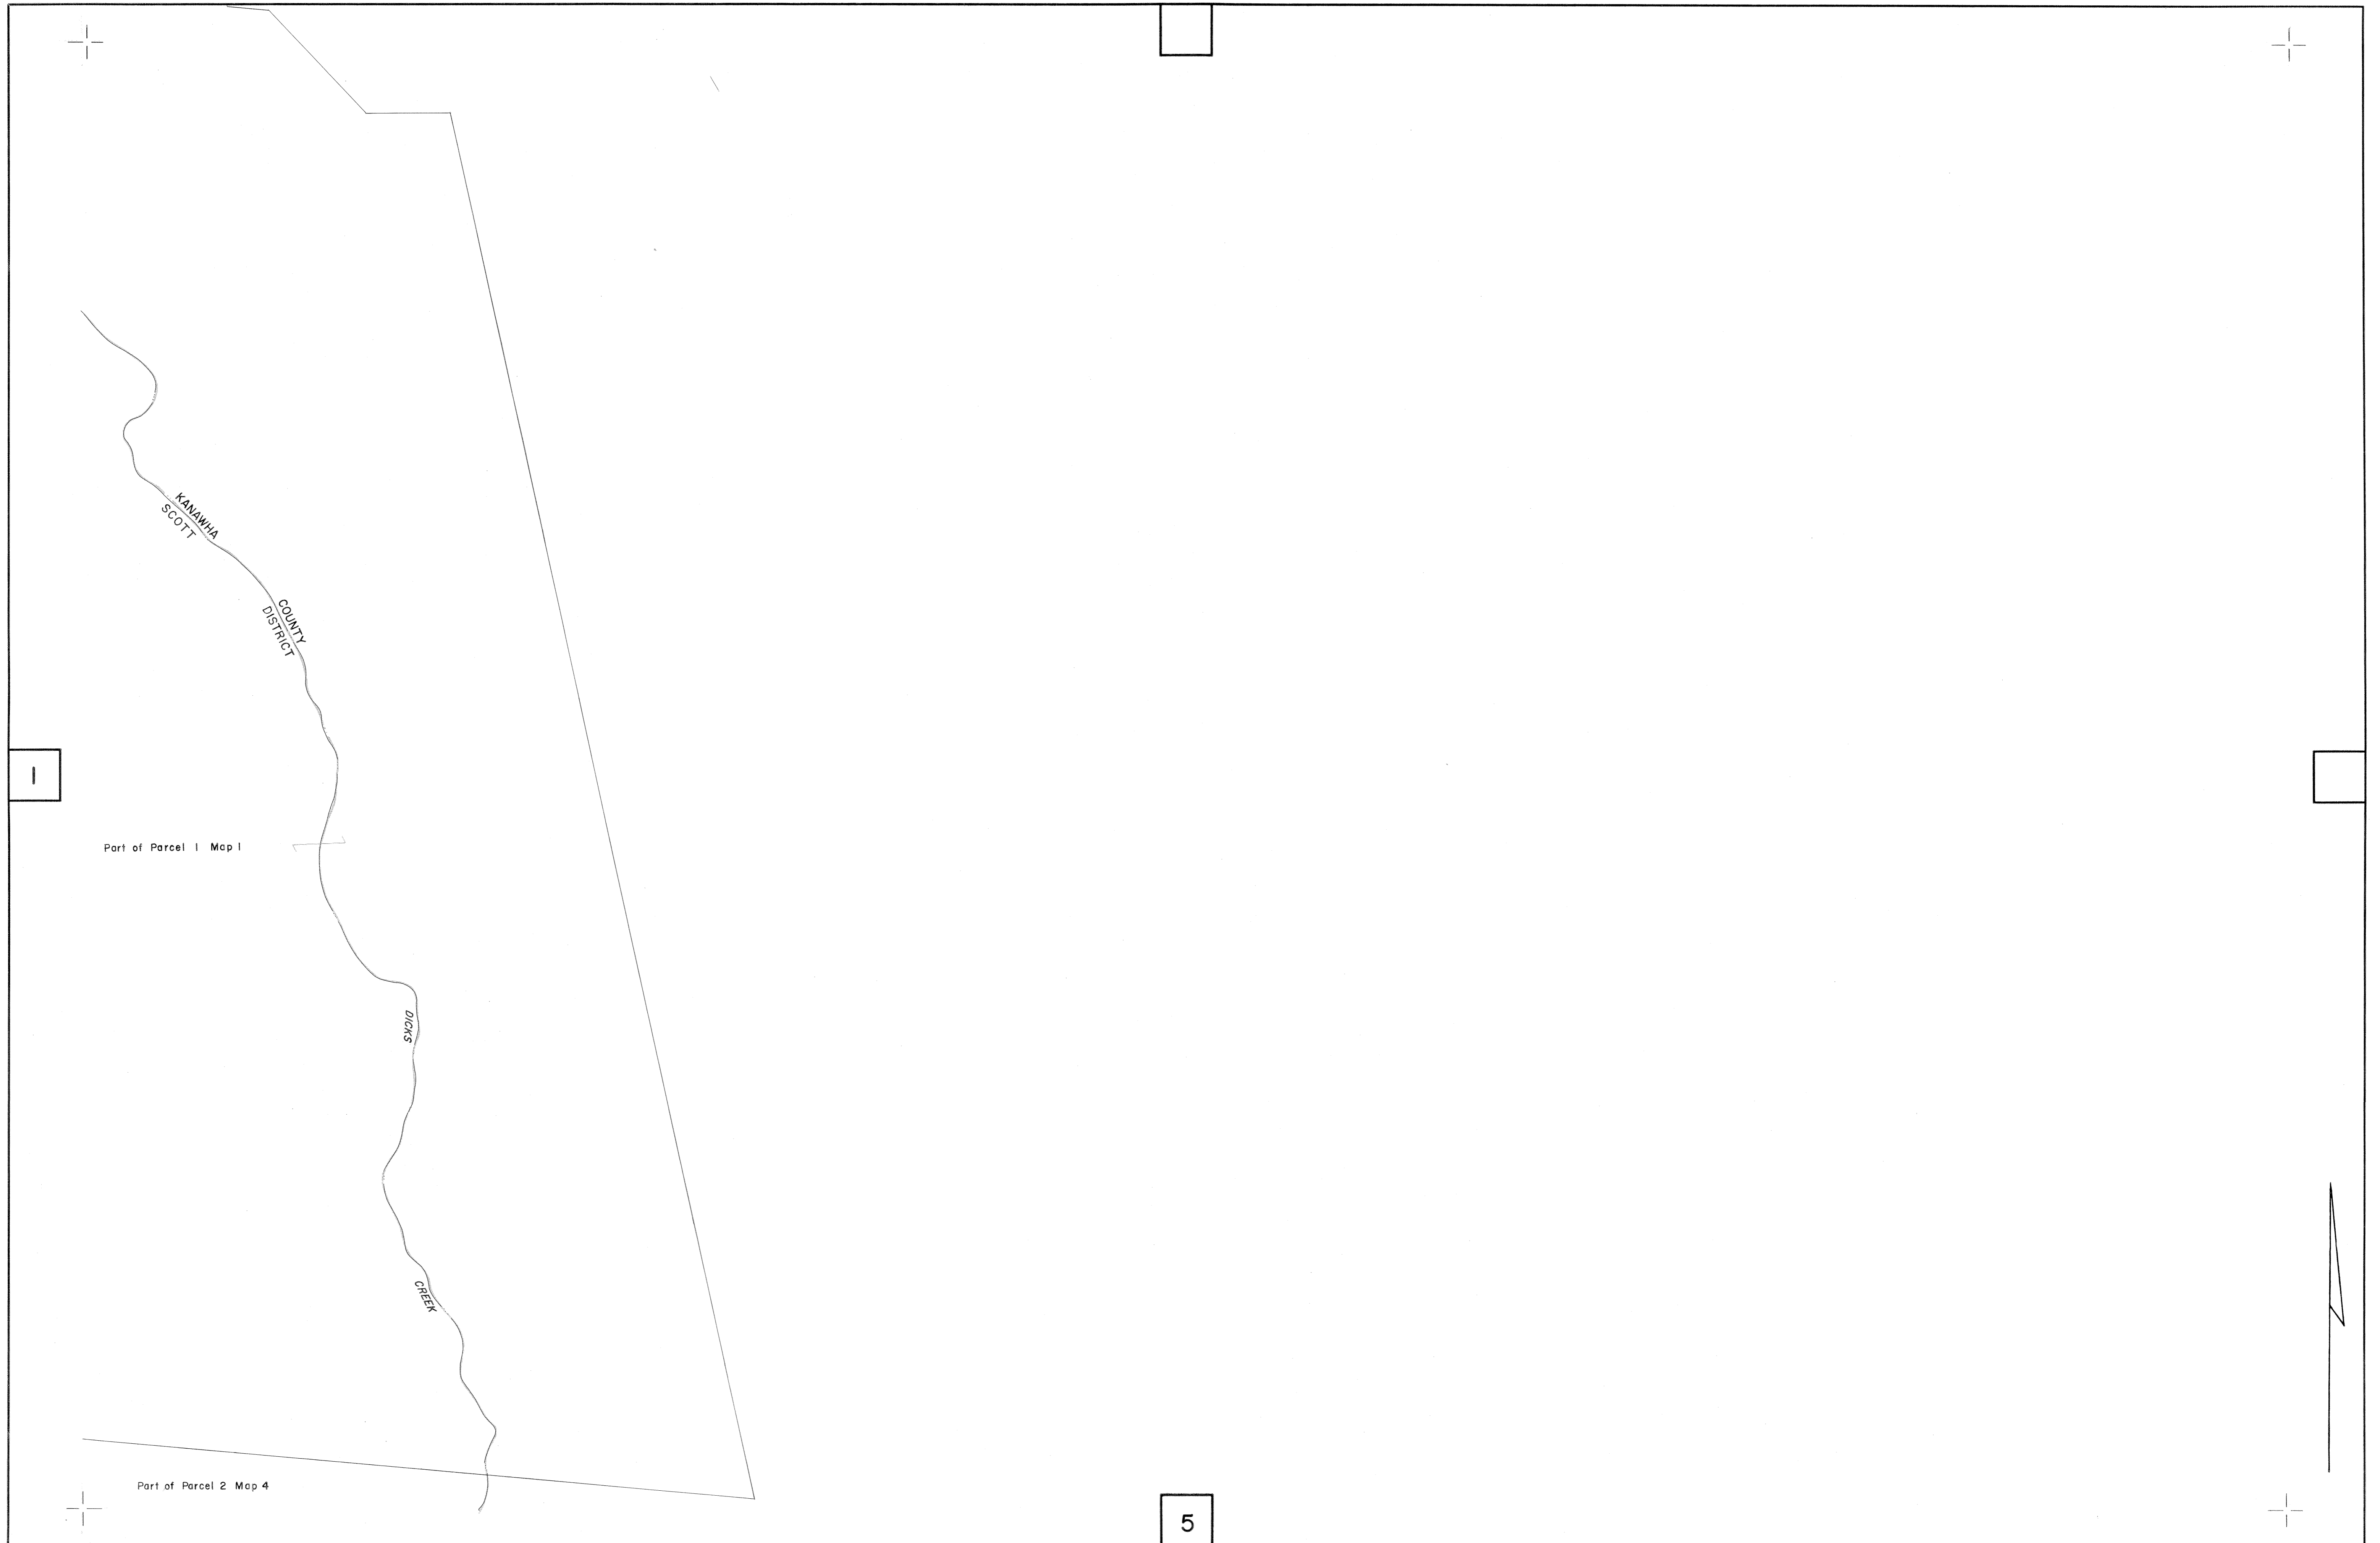 KANAWHA
SCOTT
COUNTY
DISTRICT
1
Part of Parcel 1 Map 1
DICKS
CREEK
Part of Parcel 2 Map 4
5